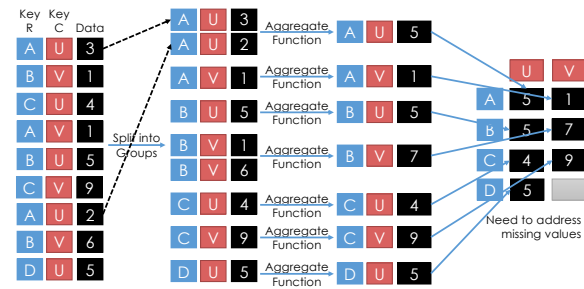 Key Key
R C Data
A U 3
B V 1
C U 4
A V 1
B U 5
C V 9
A U 2
B V 6
D U 5
Split into
Groups
A U 3
A U 2
A V 1
B U 5
B V 1
B V 6
C U 4
C V 9
D U 5
Aggregate
Function
Aggregate
Function
Aggregate
Function
Aggregate
Function
Aggregate
Function
Aggregate
Function
Aggregate
Function
A U 5
A V 1
B U 5
B V 7
C U 4
C V 9
D U 5
U V
A 5 1
B 5 7
C 4 9
D 5
Need to address
missing values